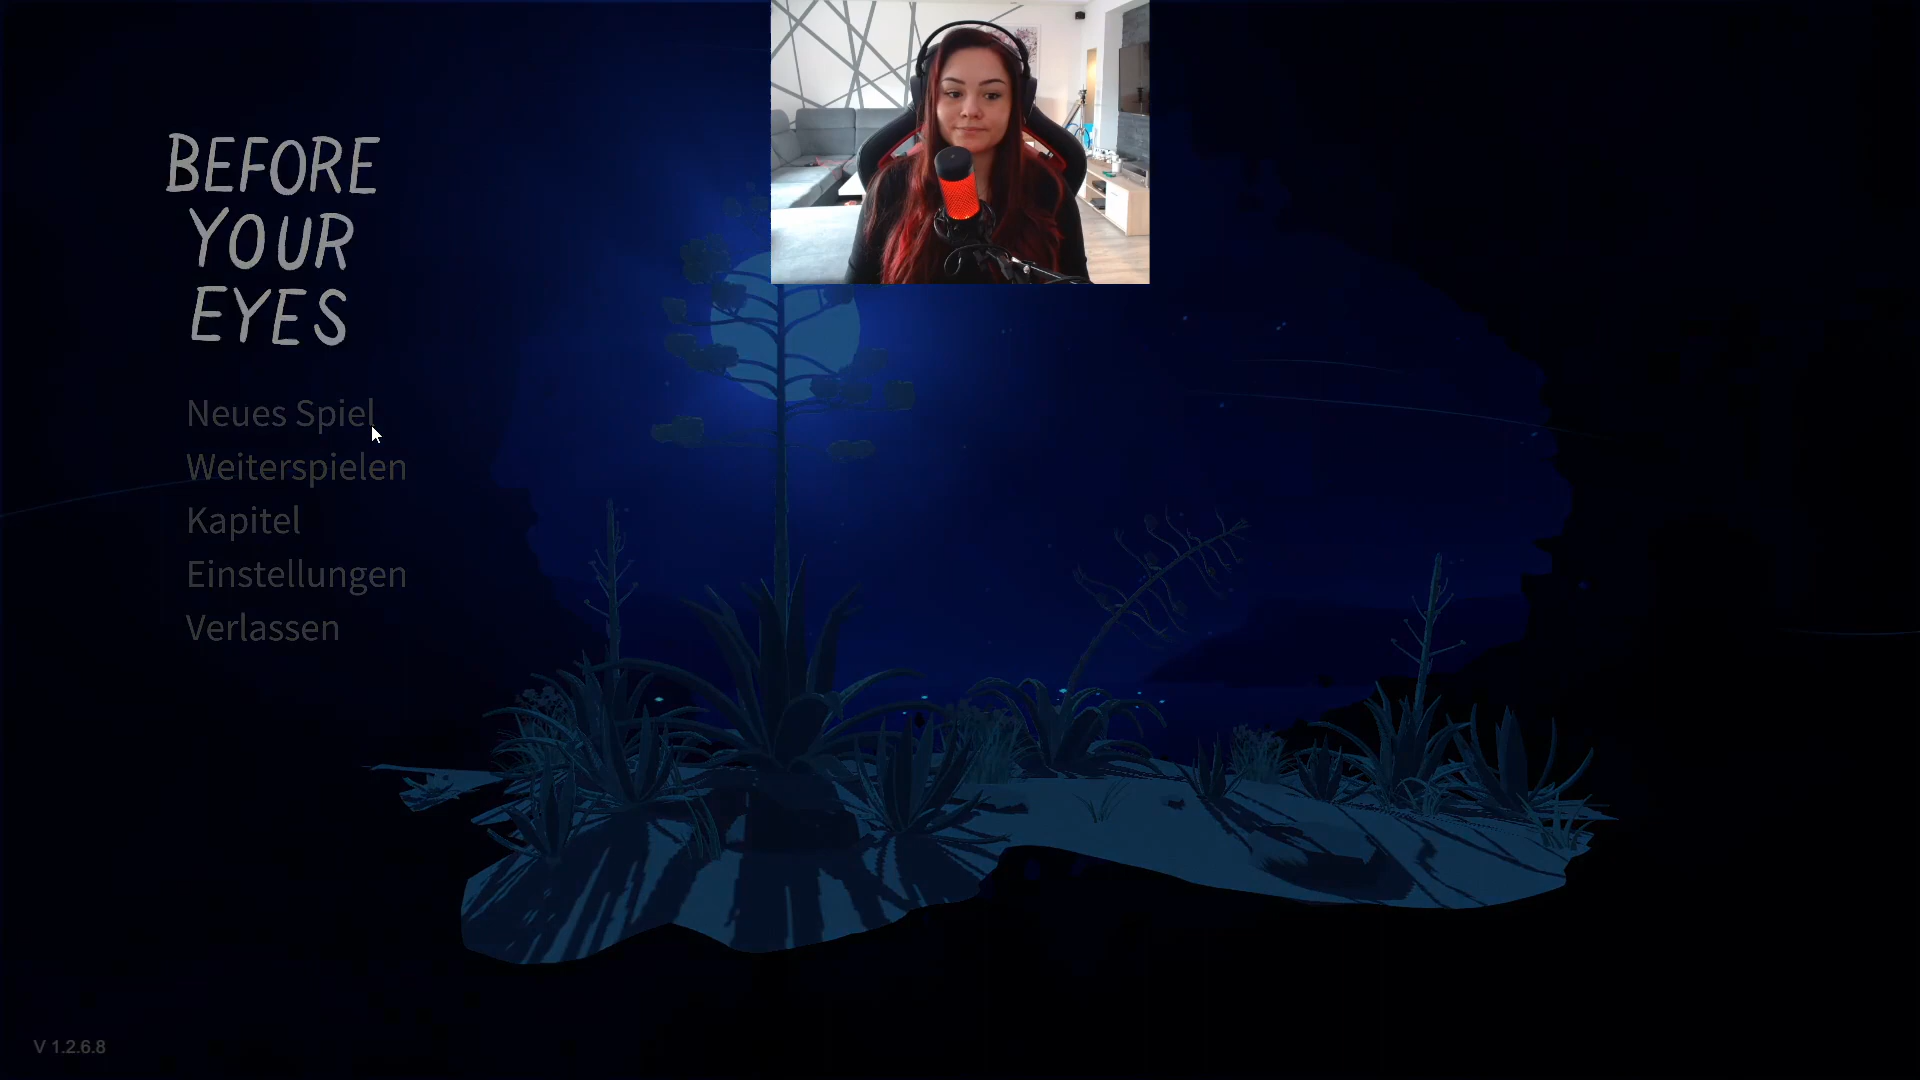 BEFORE
YOUR
EYES
Neues Spiel
Weiterspielen
Kapitel
Einstellungen
Verlassen
V 1.2.6.8